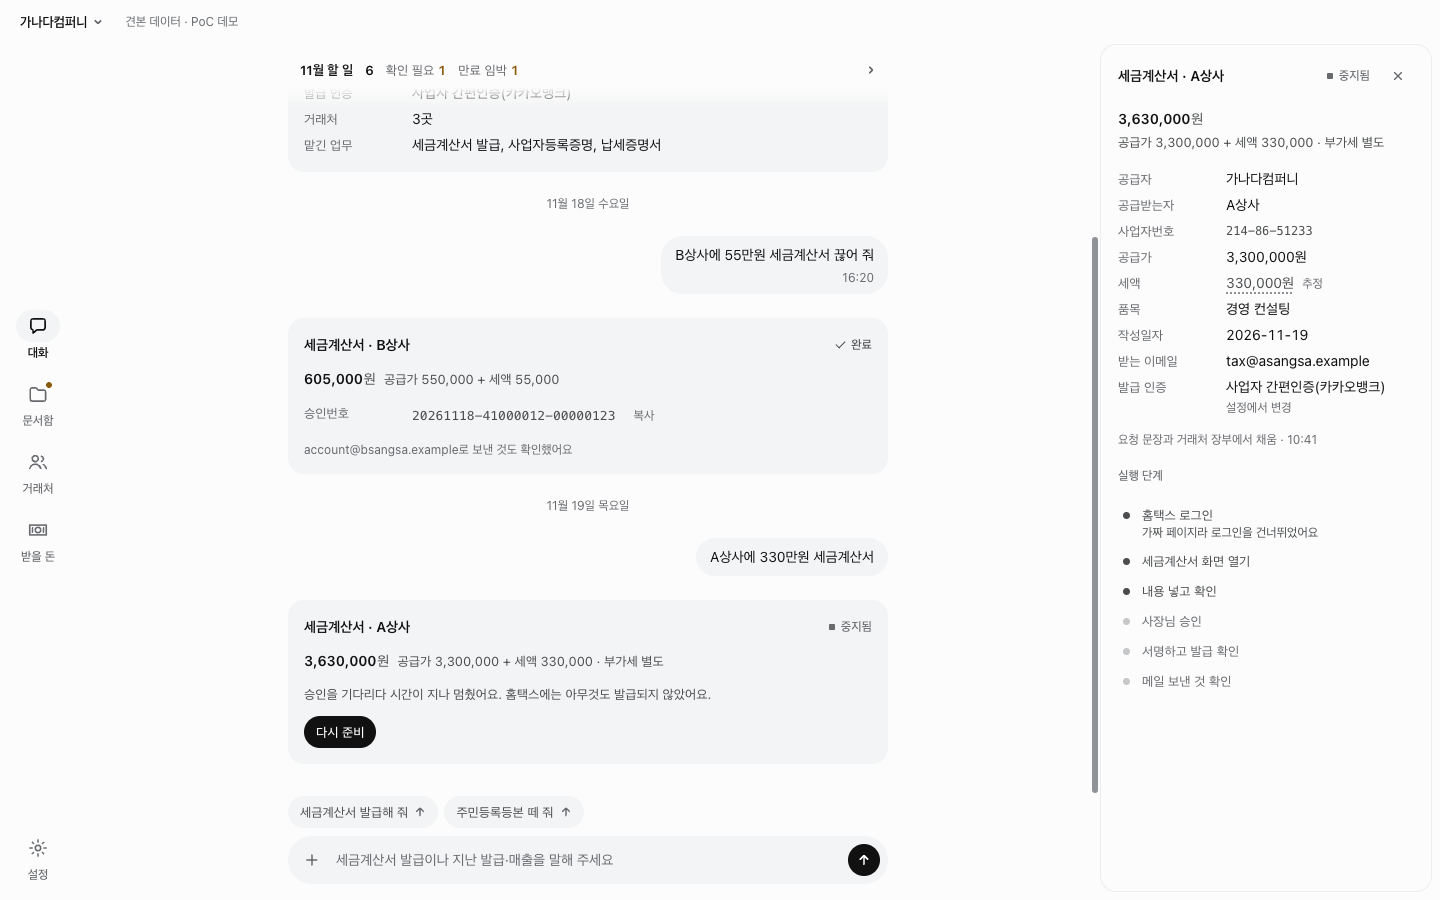 가나다컴퍼니
견본 데이터 · PoC 데모
11월 할 일 6 확인 필요 1 만료 임박 1
발급 인증 사업자 간편인증(카카오뱅크)
거래처 3곳
맡긴 업무 세금계산서 발급, 사업자등록증명, 납세증명서
11월 18일 수요일
B상사에 55만원 세금계산서 끊어 줘
16:20
세금계산서 · B상사 완료
605,000원 공급가 550,000 + 세액 55,000
승인번호 20261118-41000012-00000123 복사
account@bsangsa.example로 보낸 것도 확인했어요
11월 19일 목요일
A상사에 330만원 세금계산서
세금계산서 · A상사 중지됨
3,630,000원 공급가 3,300,000 + 세액 330,000 · 부가세 별도
승인을 기다리다 시간이 지나 멈췄어요. 홈택스에는 아무것도 발급되지 않았어요.
다시 준비
세금계산서 발급해 줘
주민등록등본 떼 줘
세금계산서 발급이나 지난 발급·매출을 말해 주세요
대화
문서함
거래처
받을 돈
설정
세금계산서 · A상사 중지됨
3,630,000원
공급가 3,300,000 + 세액 330,000 · 부가세 별도
공급자 가나다컴퍼니
공급받는자 A상사
사업자번호 214-86-51233
공급가 3,300,000원
세액 330,000원 추정
품목 경영 컨설팅
작성일자 2026-11-19
받는 이메일 tax@asangsa.example
발급 인증 사업자 간편인증(카카오뱅크)
설정에서 변경
요청 문장과 거래처 장부에서 채움 · 10:41
실행 단계
홈택스 로그인
가짜 페이지라 로그인을 건너뛰었어요
세금계산서 화면 열기
내용 넣고 확인
사장님 승인
서명하고 발급 확인
메일 보낸 것 확인